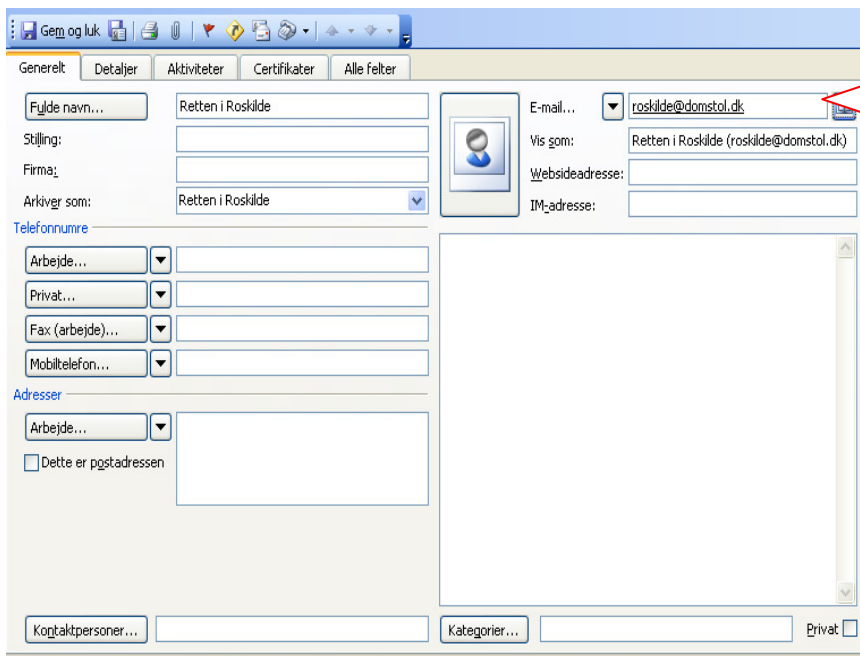 Gem og luk
Generelt Detaljer Aktiviteter Certifikater Alle felter
Fulde navn... Retten i Roskilde
Stilling:
Firma:
Arkiver som: Retten i Roskilde
E-mail... roskilde@domstol.dk
Vis som: Retten i Roskilde (roskilde@domstol.dk)
Websideadresse:
IM-adresse:
Telefonnumre
Arbejde...
Privat...
Fax (arbejde)...
Mobiltelefon...
Adresser
Arbejde...
Dette er postadressen
Kontaktpersoner... Kategorier... Privat